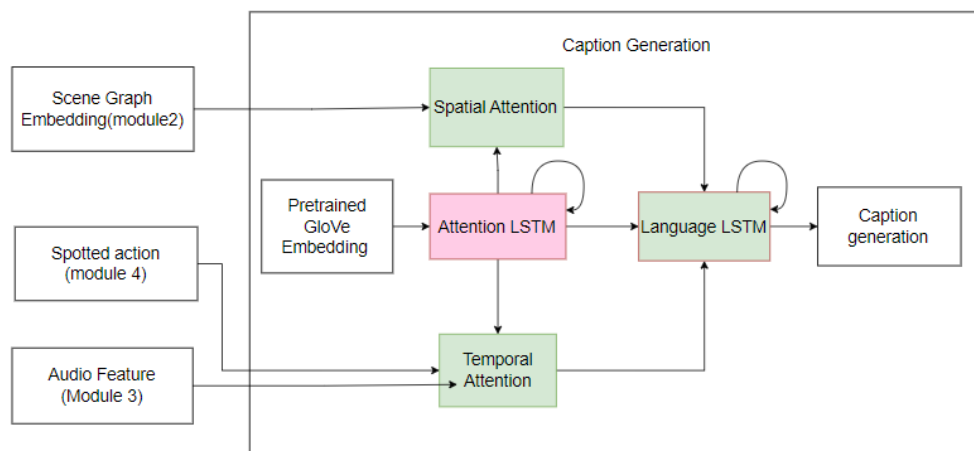 Caption Generation
Scene Graph
Embedding(module2)
Spatial Attention
Pretrained
GloVe
Embedding
Attention LSTM
Language LSTM
Caption
generation
Spotted action
(module 4)
Temporal
Attention
Audio Feature
(Module 3)